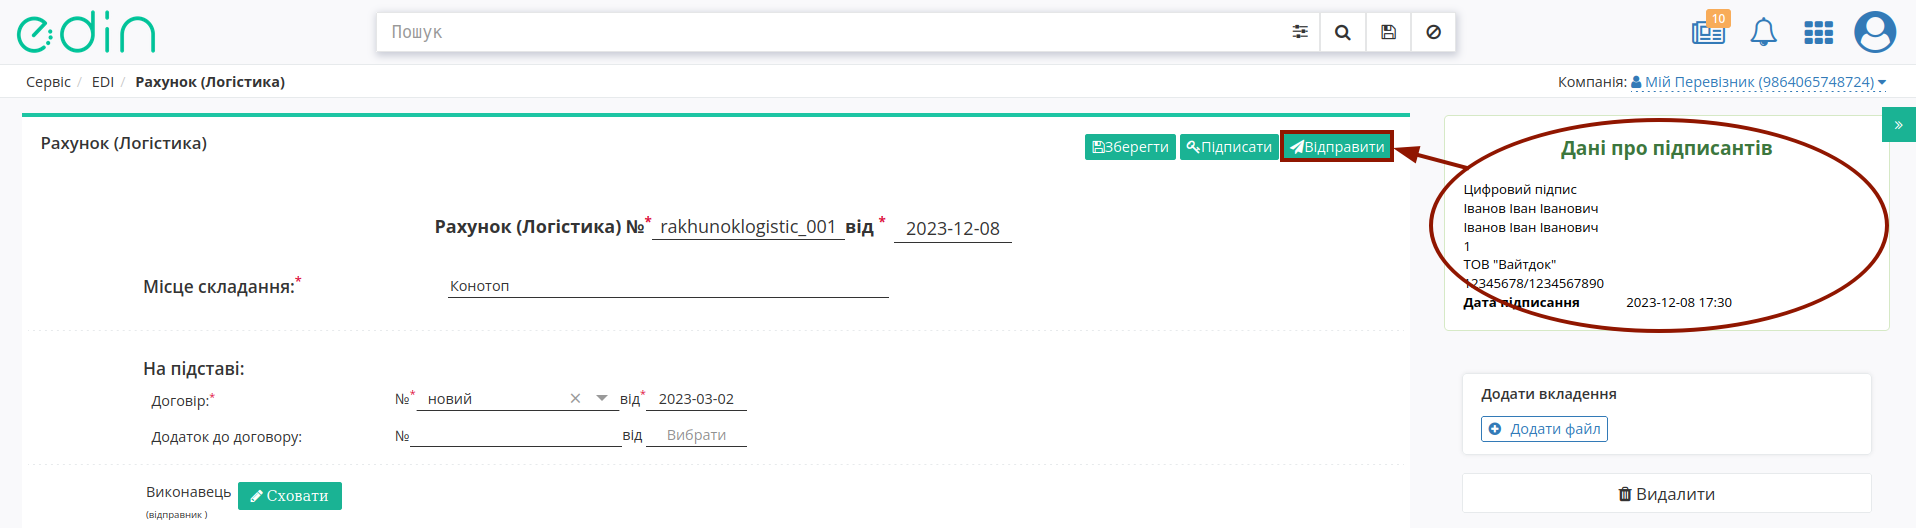 edin
Пошук
10
Сервіс / EDI / Рахунок (Логістика)
Компанія: Мій Перевізник (9864065748724)
Рахунок (Логістика)
Зберегти
Підписати
Відправити
»
Дані про підписантів
Цифровий підпис
Іванов Іван Іванович
Іванов Іван Іванович
1
ТОВ "Вайтдок"
12345678/1234567890
Дата підписання 2023-12-08 17:30
Рахунок (Логістика) №* rakhunoklogistic_001 від * 2023-12-08
Місце складання:* Конотоп
На підставі:
Договір:* №* новий × від* 2023-03-02
Додаток до договору: № від Вибрати
Виконавець Сховати
(відправник )
Додати вкладення
Додати файл
Видалити